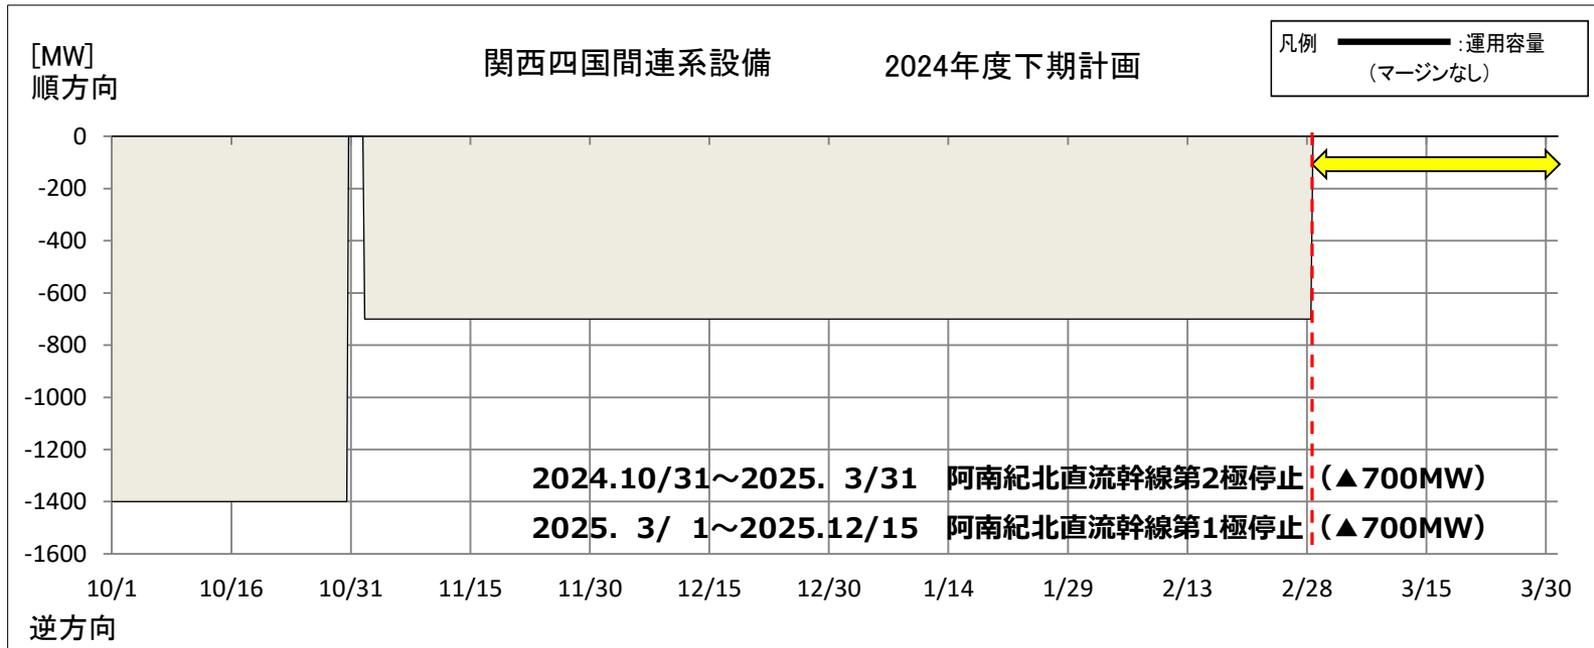 [MW]
順方向
関西四国間連系設備 2024年度下期計画
凡例 :運用容量
(マージンなし)
0
-200
-400
-600
-800
-1000
-1200
-1400
-1600
2024.10/31～2025. 3/31 阿南紀北直流幹線第2極停止（▲700MW）
2025. 3/ 1～2025.12/15 阿南紀北直流幹線第1極停止（▲700MW）
10/1 10/16 10/31 11/15 11/30 12/15 12/30 1/14 1/29 2/13 2/28 3/15 3/30
逆方向